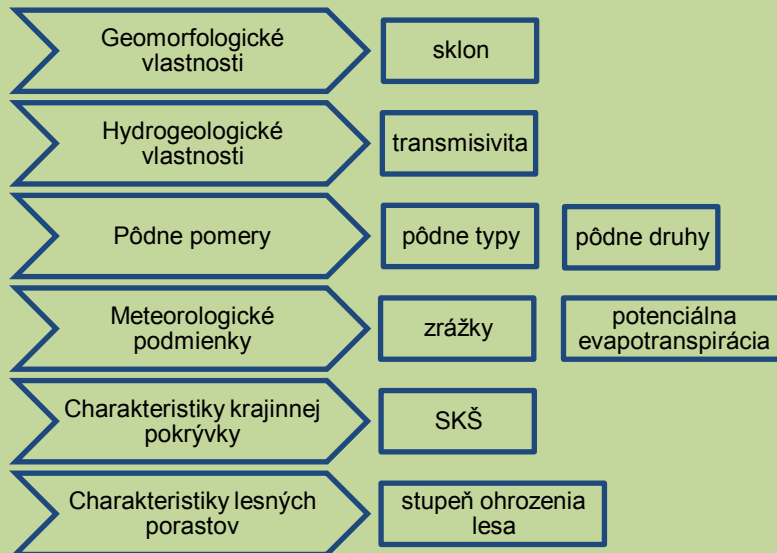 Geomorfologické
vlastnosti
sklon
Hydrogeologické
vlastnosti
transmisivita
Pôdne pomery
pôdne typy
pôdne druhy
Meteorologické
podmienky
zrážky
potenciálna
evapotranspirácia
Charakteristiky krajinnej
pokrývky
SKŠ
Charakteristiky lesných
porastov
stupeň ohrozenia
lesa